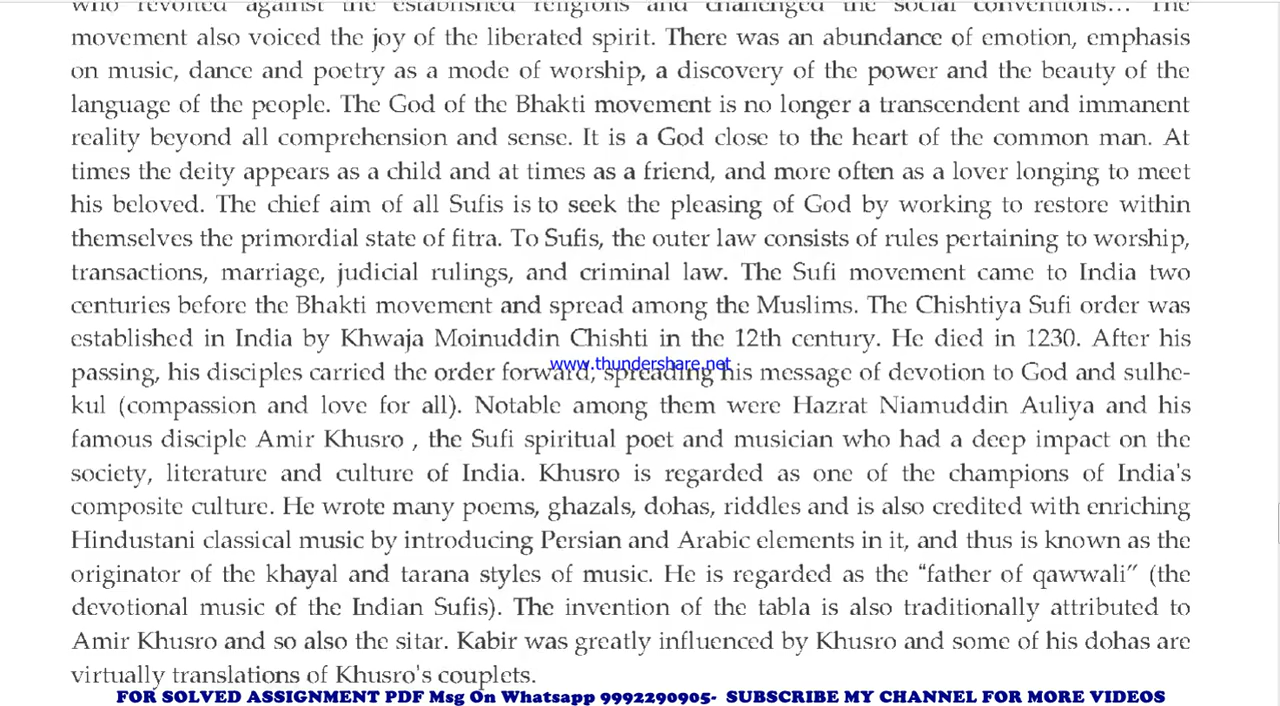 who revolted against the established religions and challenged the social conventions... The
movement also voiced the joy of the liberated spirit. There was an abundance of emotion, emphasis
on music, dance and poetry as a mode of worship, a discovery of the power and the beauty of the
language of the people. The God of the Bhakti movement is no longer a transcendent and immanent
reality beyond all comprehension and sense. It is a God close to the heart of the common man. At
times the deity appears as a child and at times as a friend, and more often as a lover longing to meet
his beloved. The chief aim of all Sufis is to seek the pleasing of God by working to restore within
themselves the primordial state of fitra. To Sufis, the outer law consists of rules pertaining to worship,
transactions, marriage, judicial rulings, and criminal law. The Sufi movement came to India two
centuries before the Bhakti movement and spread among the Muslims. The Chishtiya Sufi order was
established in India by Khwaja Moinuddin Chishti in the 12th century. He died in 1230. After his
www.thundershare.net
passing, his disciples carried the order forward, spreading his message of devotion to God and sulhe-
kul (compassion and love for all). Notable among them were Hazrat Niamuddin Auliya and his
famous disciple Amir Khusro , the Sufi spiritual poet and musician who had a deep impact on the
society, literature and culture of India. Khusro is regarded as one of the champions of India's
composite culture. He wrote many poems, ghazals, dohas, riddles and is also credited with enriching
Hindustani classical music by introducing Persian and Arabic elements in it, and thus is known as the
originator of the khayal and tarana styles of music. He is regarded as the “father of qawwali” (the
devotional music of the Indian Sufis). The invention of the tabla is also traditionally attributed to
Amir Khusro and so also the sitar. Kabir was greatly influenced by Khusro and some of his dohas are
virtually translations of Khusro's couplets.
FOR SOLVED ASSIGNMENT PDF Msg On Whatsapp 9992290905- SUBSCRIBE MY CHANNEL FOR MORE VIDEOS